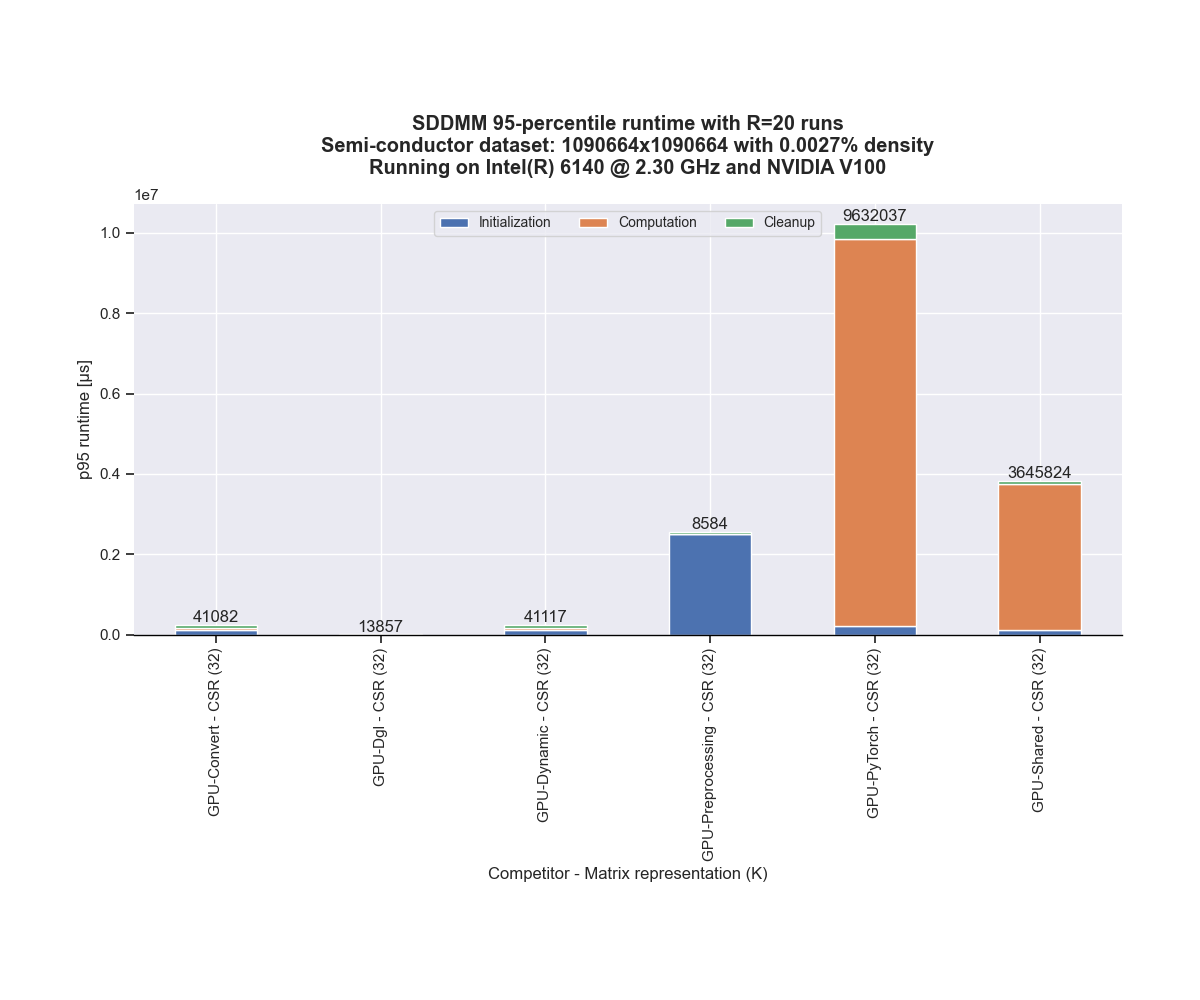 SDDMM 95-percentile runtime with R=20 runs
Semi-conductor dataset: 1090664x1090664 with 0.0027% density
Running on Intel(R) 6140 @ 2.30 GHz and NVIDIA V100
1e7
Initialization Computation Cleanup
9632037
1.0
0.8
0.6
0.4
0.2
0.0
p95 runtime [µs]
3645824
8584
41082
13857
41117
GPU-Convert - CSR (32)
GPU-Dgl - CSR (32)
GPU-Dynamic - CSR (32)
GPU-Preprocessing - CSR (32)
GPU-PyTorch - CSR (32)
GPU-Shared - CSR (32)
Competitor - Matrix representation (K)